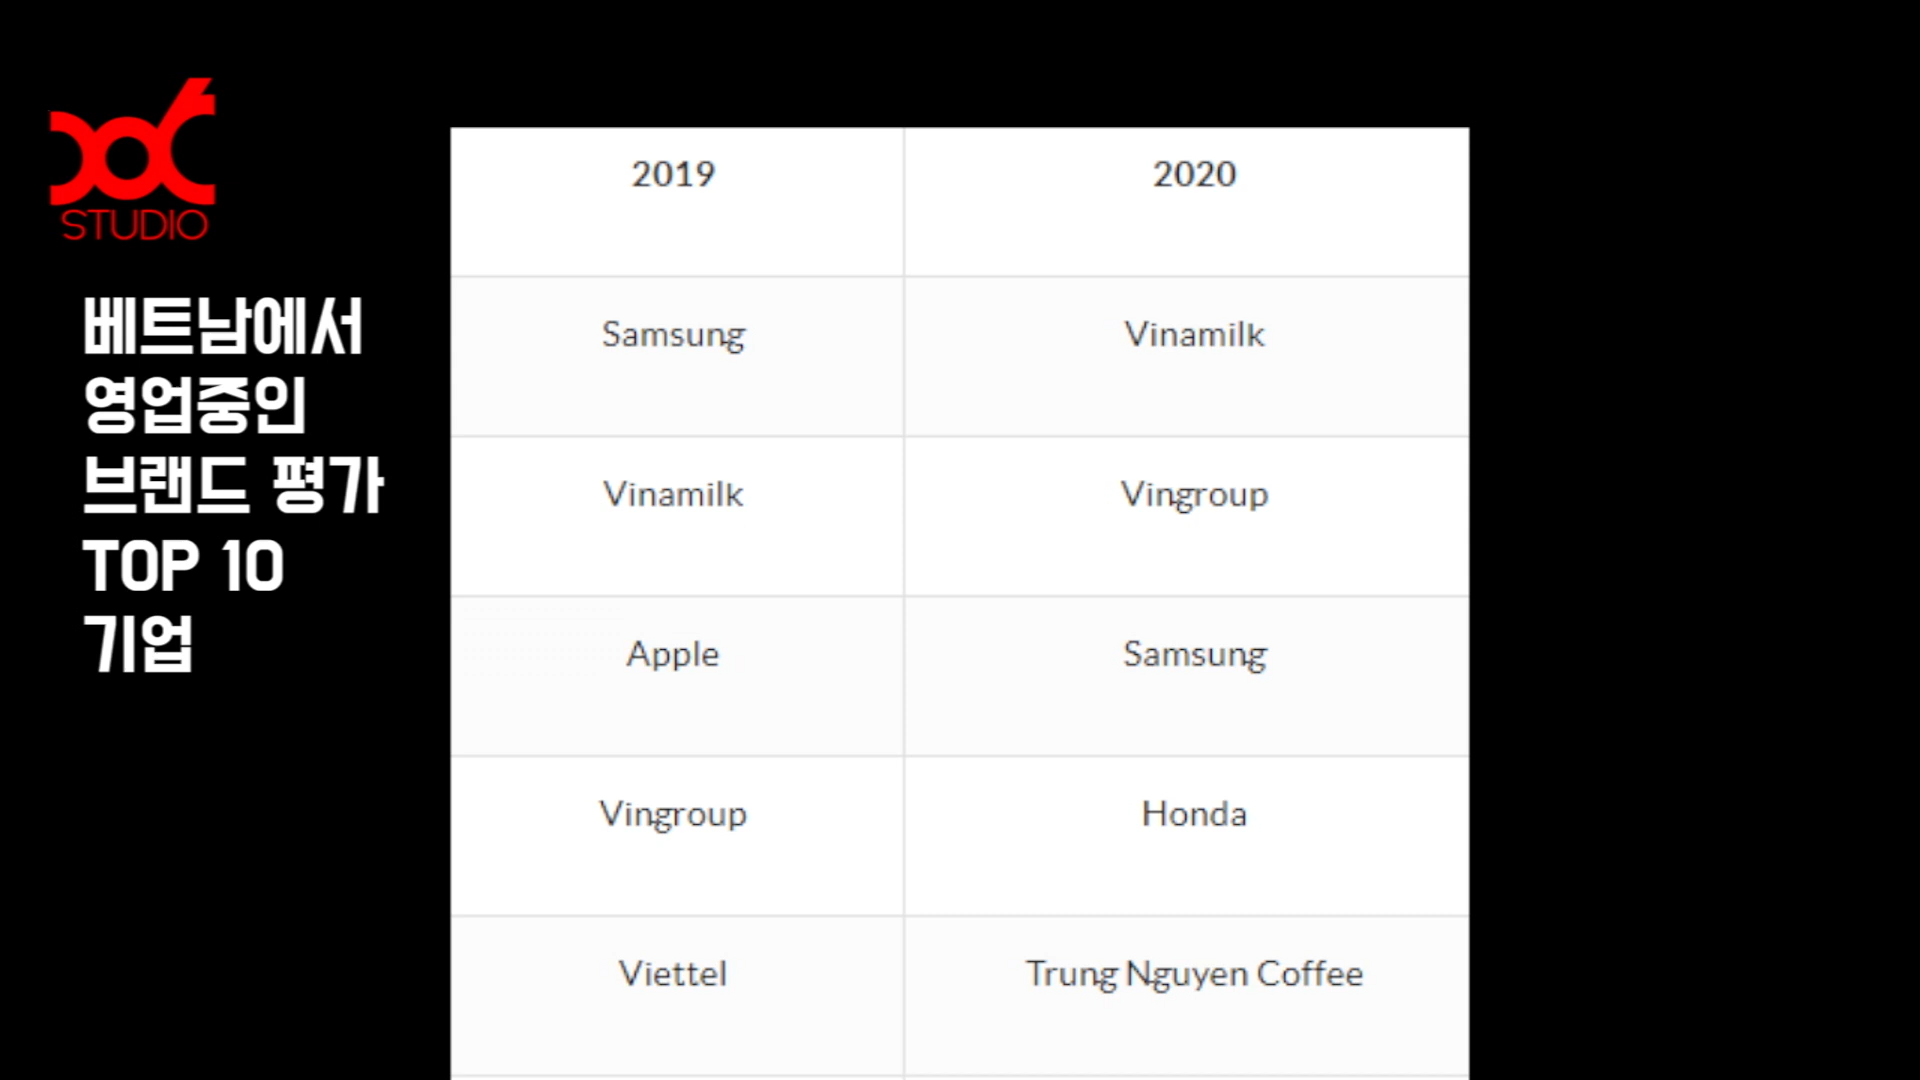 STUDIO
베트남에서
영업중인
브랜드 평가
TOP 10
기업
2019 2020
Samsung Vinamilk
Vinamilk Vingroup
Apple Samsung
Vingroup Honda
Viettel Trung Nguyen Coffee